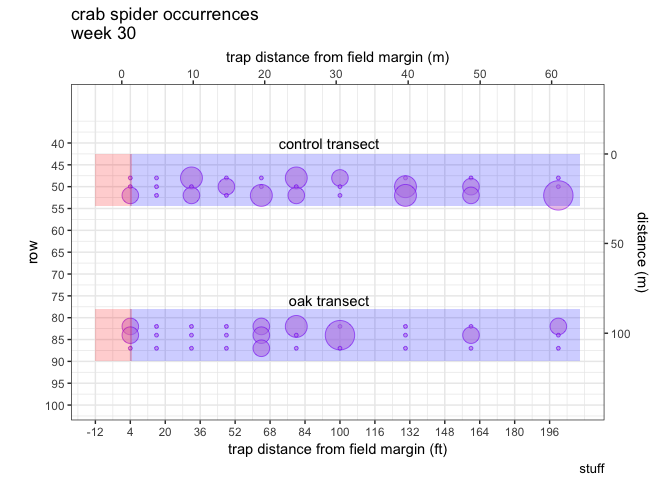 crab spider occurrences
week 30
trap distance from field margin (m)
0 10 20 30 40 50 60
control transect
40
45
50
55
60
65
70
75
80
85
90
95
100
row
0
50
100
distance (m)
oak transect
-12 4 20 36 52 68 84 100 116 132 148 164 180 196
trap distance from field margin (ft)
stuff